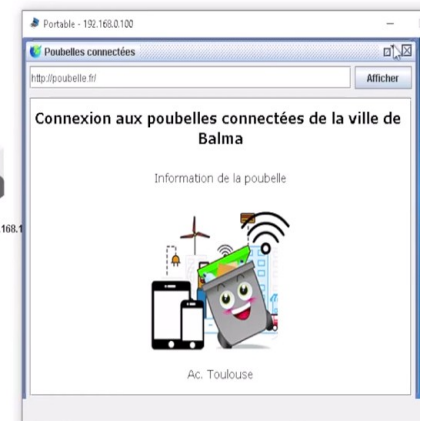 Portable - 192.168.0.100
Poubelles connectées
http://poubelle.fr/
Afficher
Connexion aux poubelles connectées de la ville de
Balma
Information de la poubelle
.168.1
Ac. Toulouse